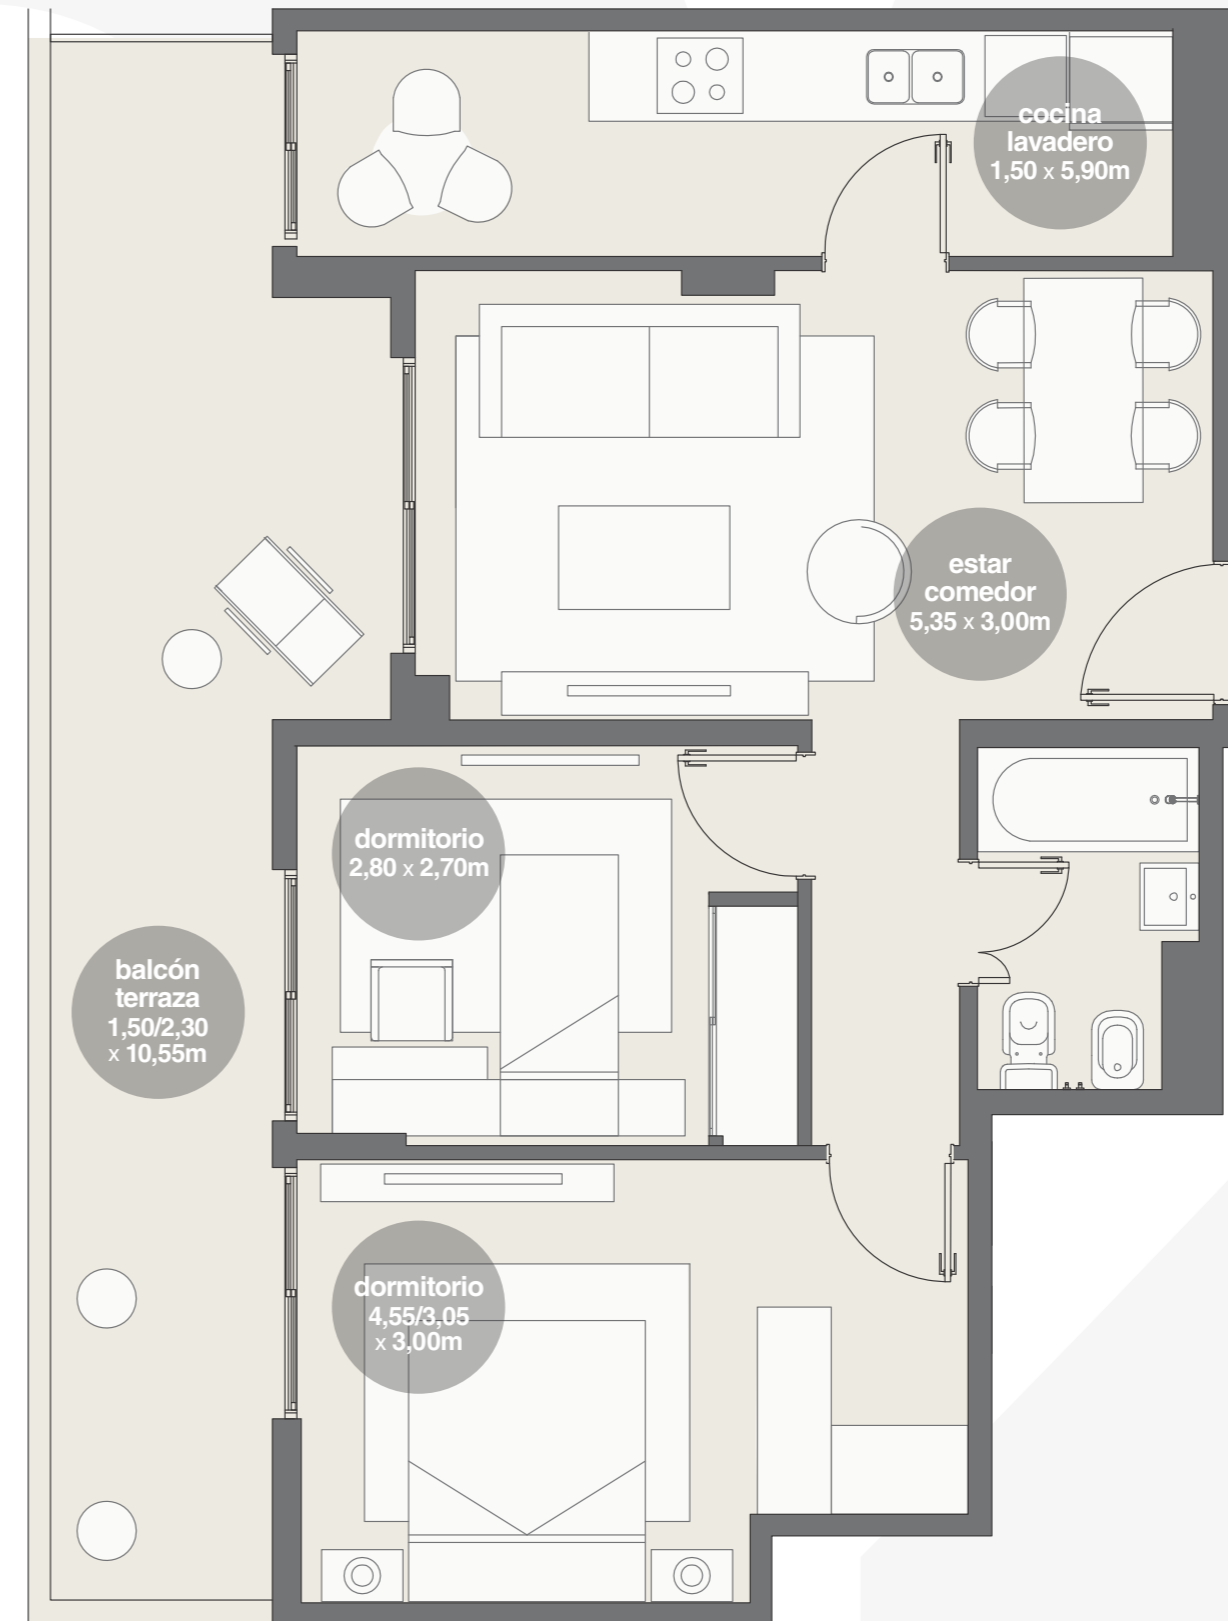 cocina
lavadero
1,50 x 5,90m
estar
comedor
5,35 x 3,00m
dormitorio
2,80 x 2,70m
balcón
terraza
1,50/2,30
x 10,55m
dormitorio
4,55/3,05
x 3,00m